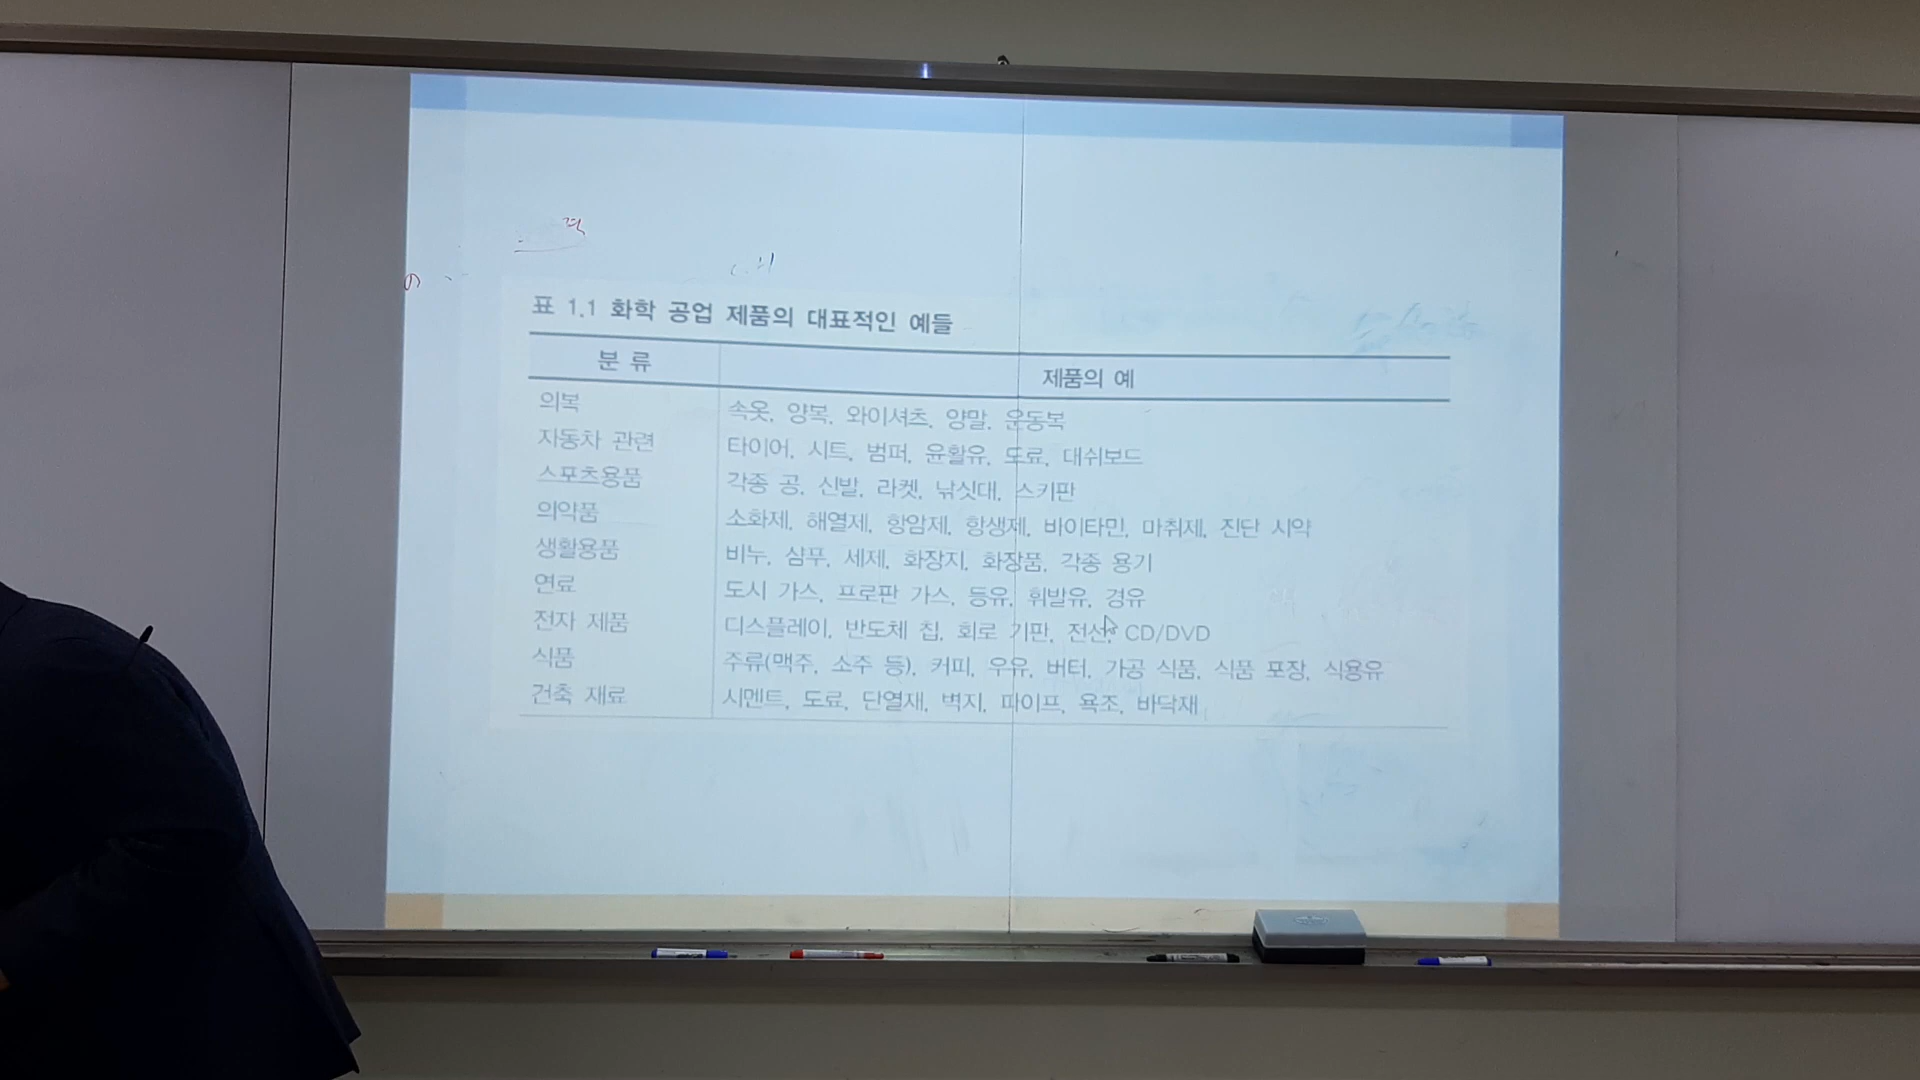 표 1.1 화학 공업 제품의 대표적인 예들
분 류 제품의 예
의복 속옷, 양복, 와이셔츠, 양말, 운동복
자동차 관련 타이어, 시트, 범퍼, 윤활유, 도료, 대쉬보드
스포츠용품 각종 공, 신발, 라켓, 낚싯대, 스키판
의약품 소화제, 해열제, 항암제, 항생제, 바이타민, 마취제, 진단 시약
생활용품 비누, 샴푸, 세제, 화장지, 화장품, 각종 용기
연료 도시 가스, 프로판 가스, 등유, 휘발유, 경유
전자 제품 디스플레이, 반도체 칩, 회로 기판, 전선, CD/DVD
식품 주류(맥주, 소주 등), 커피, 우유, 버터, 가공 식품, 식품 포장, 식용유
건축 재료 시멘트, 도료, 단열재, 벽지, 파이프, 욕조, 바닥재